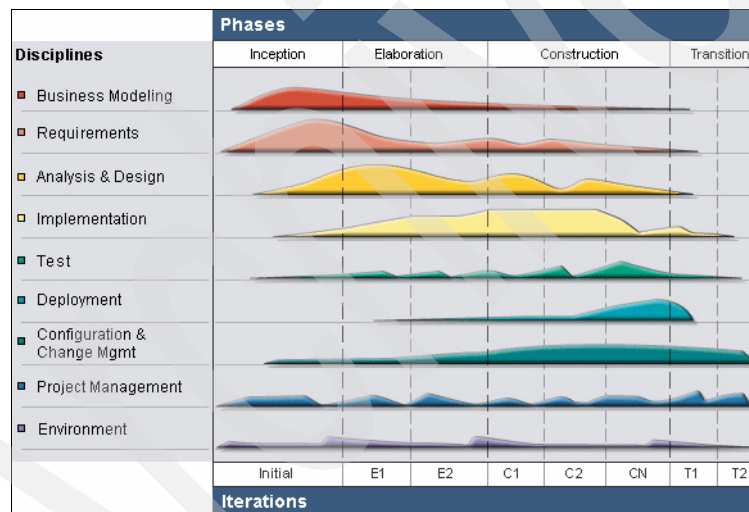 Phases
Disciplines
Inception Elaboration Construction Transition
Business Modeling
Requirements
Analysis & Design
Implementation
Test
Deployment
Configuration &
Change Mgmt
Project Management
Environment
Initial E1 E2 C1 C2 CN T1 T2
Iterations